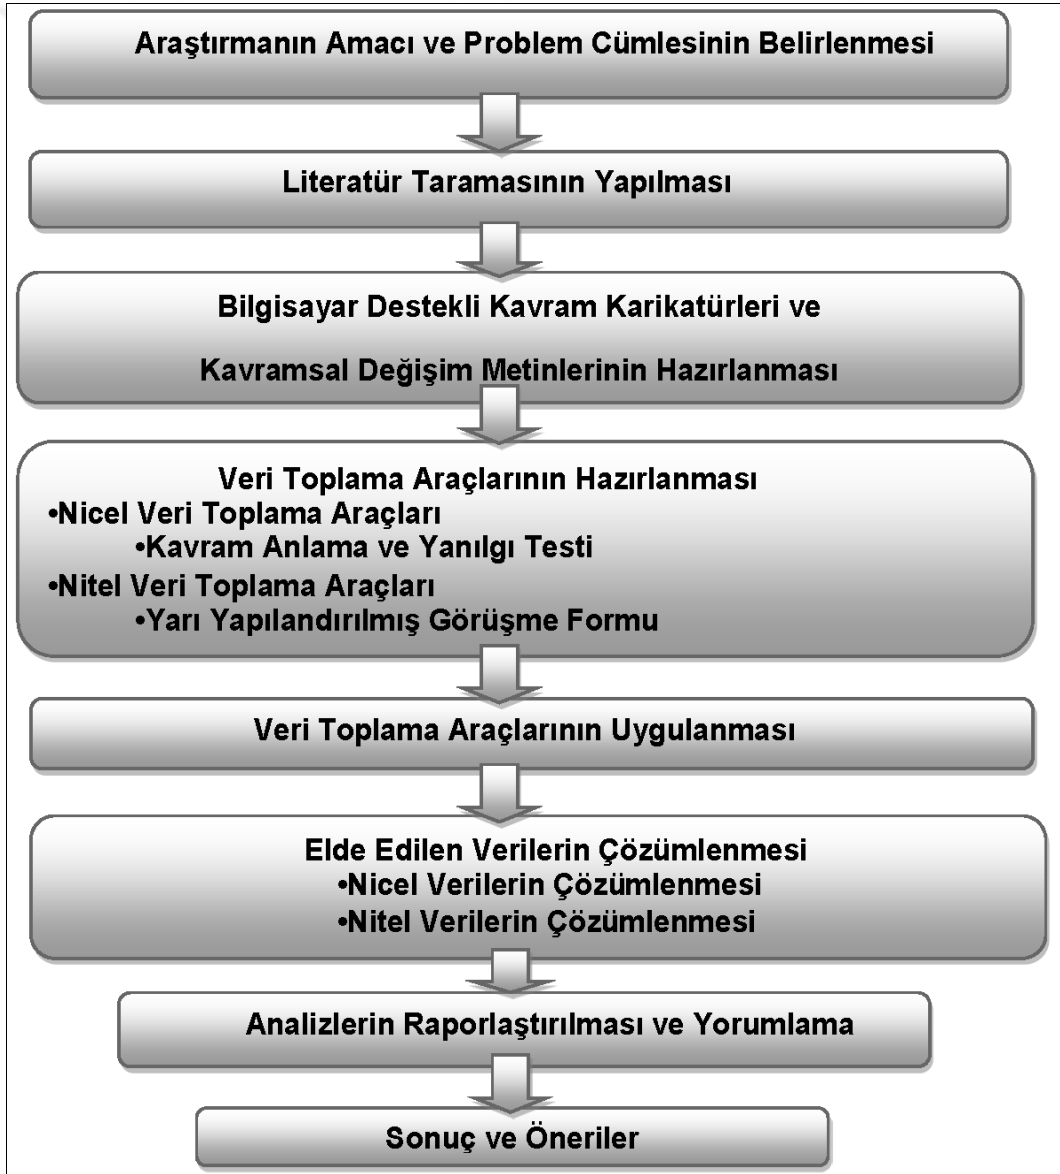 Araştırmanın Amacı ve Problem Cümlesinin Belirlenmesi
Literatür Taramasının Yapılması
Bilgisayar Destekli Kavram Karikatürleri ve
Kavramsal Değişim Metinlerinin Hazırlanması
Veri Toplama Araçlarının Hazırlanması
•Nicel Veri Toplama Araçları
•Kavram Anlama ve Yanılgı Testi
•Nitel Veri Toplama Araçları
•Yarı Yapılandırılmış Görüşme Formu
Veri Toplama Araçlarının Uygulanması
Elde Edilen Verilerin Çözümlenmesi
•Nicel Verilerin Çözümlenmesi
•Nitel Verilerin Çözümlenmesi
Analizlerin Raporlaştırılması ve Yorumlama
Sonuç ve Öneriler